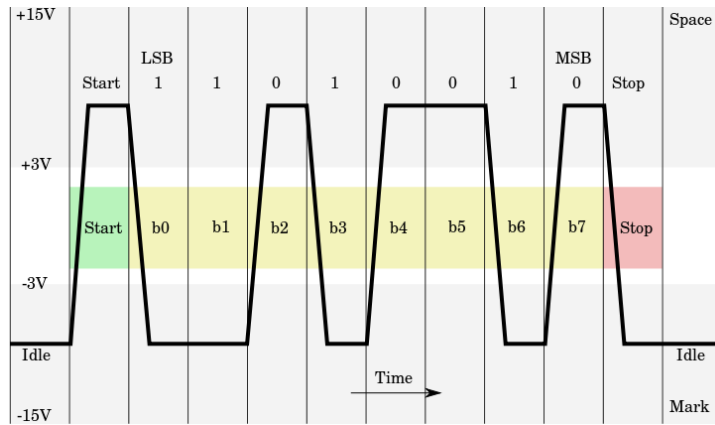 +15V Space
LSB MSB
Start 1 1 0 1 0 0 1 0 Stop
+3V
Start b0 b1 b2 b3 b4 b5 b6 b7 Stop
-3V
Idle Idle
Time
-15V Mark